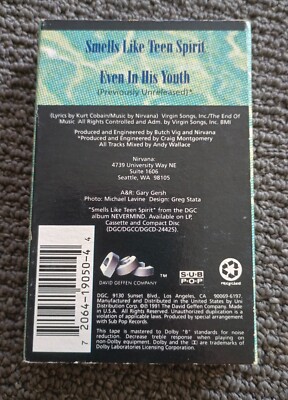 Smells Like Teen Spirit
Even In His Youth
(Previously Unreleased)*
(Lyrics by Kurt Cobain/Music by Nirvana) Virgin Songs, Inc./The End Of
Music All Rights Controlled and Adm. by Virgin Songs, Inc. BMI
Produced and Engineered by Butch Vig and Nirvana
*Produced and Engineered by Craig Montgomery
All Tracks Mixed by Andy Wallace
Nirvana:
4739 University Way NE
Suite 1606
Seattle, WA 98105
A&R: Gary Gersh
Photo: Michael Lavine Design: Greg Stata
"Smells Like Teen Spirit" from the DGC
album NEVERMIND. Available on LP,
Cassette and Compact Disc
(DGC/DGCC/DGCD-24425)
DAVID GEFFEN COMPANY
TM
SUB
POP
Recycled
DGC, 9130 Sunset Blvd., Los Angeles, CA 90069-6197.
Manufactured and Distributed in the United States by Uni
Distribution Corp. ℗©1991 The David Geffen Company. Made
in U.S.A. All Rights Reserved. Unauthorized duplication is a
violation of applicable laws. Produced by special arrangement
with Sub Pop Records
This tape is mastered to Dolby "B" standards for noise
reduction. Decrease treble response when playing on
non-Dolby equipment. Dolby and the are trademarks of
Dolby Laboratories Licensing Corporation.
7 20641-9050-4 4